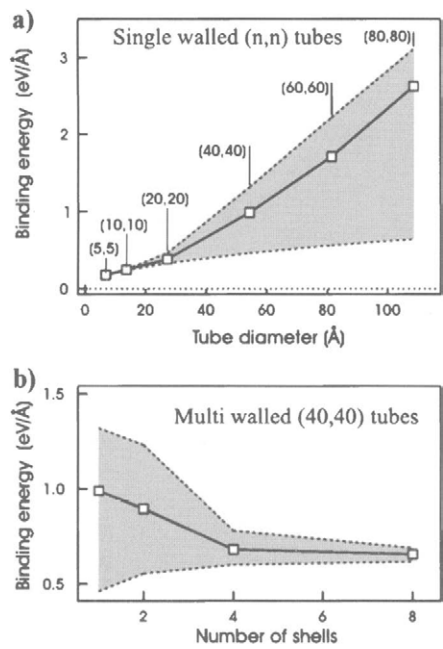 a)
Single walled (n,n) tubes
Binding energy (eV/Å)
3
2
1
0
(5,5)
(10,10)
(20,20)
(40,40)
(60,60)
(80,80)
0 20 40 60 80 100
Tube diameter (Å)
b)
Multi walled (40,40) tubes
Binding energy (eV/Å)
1.5
1.0
0.5
2 4 6 8
Number of shells